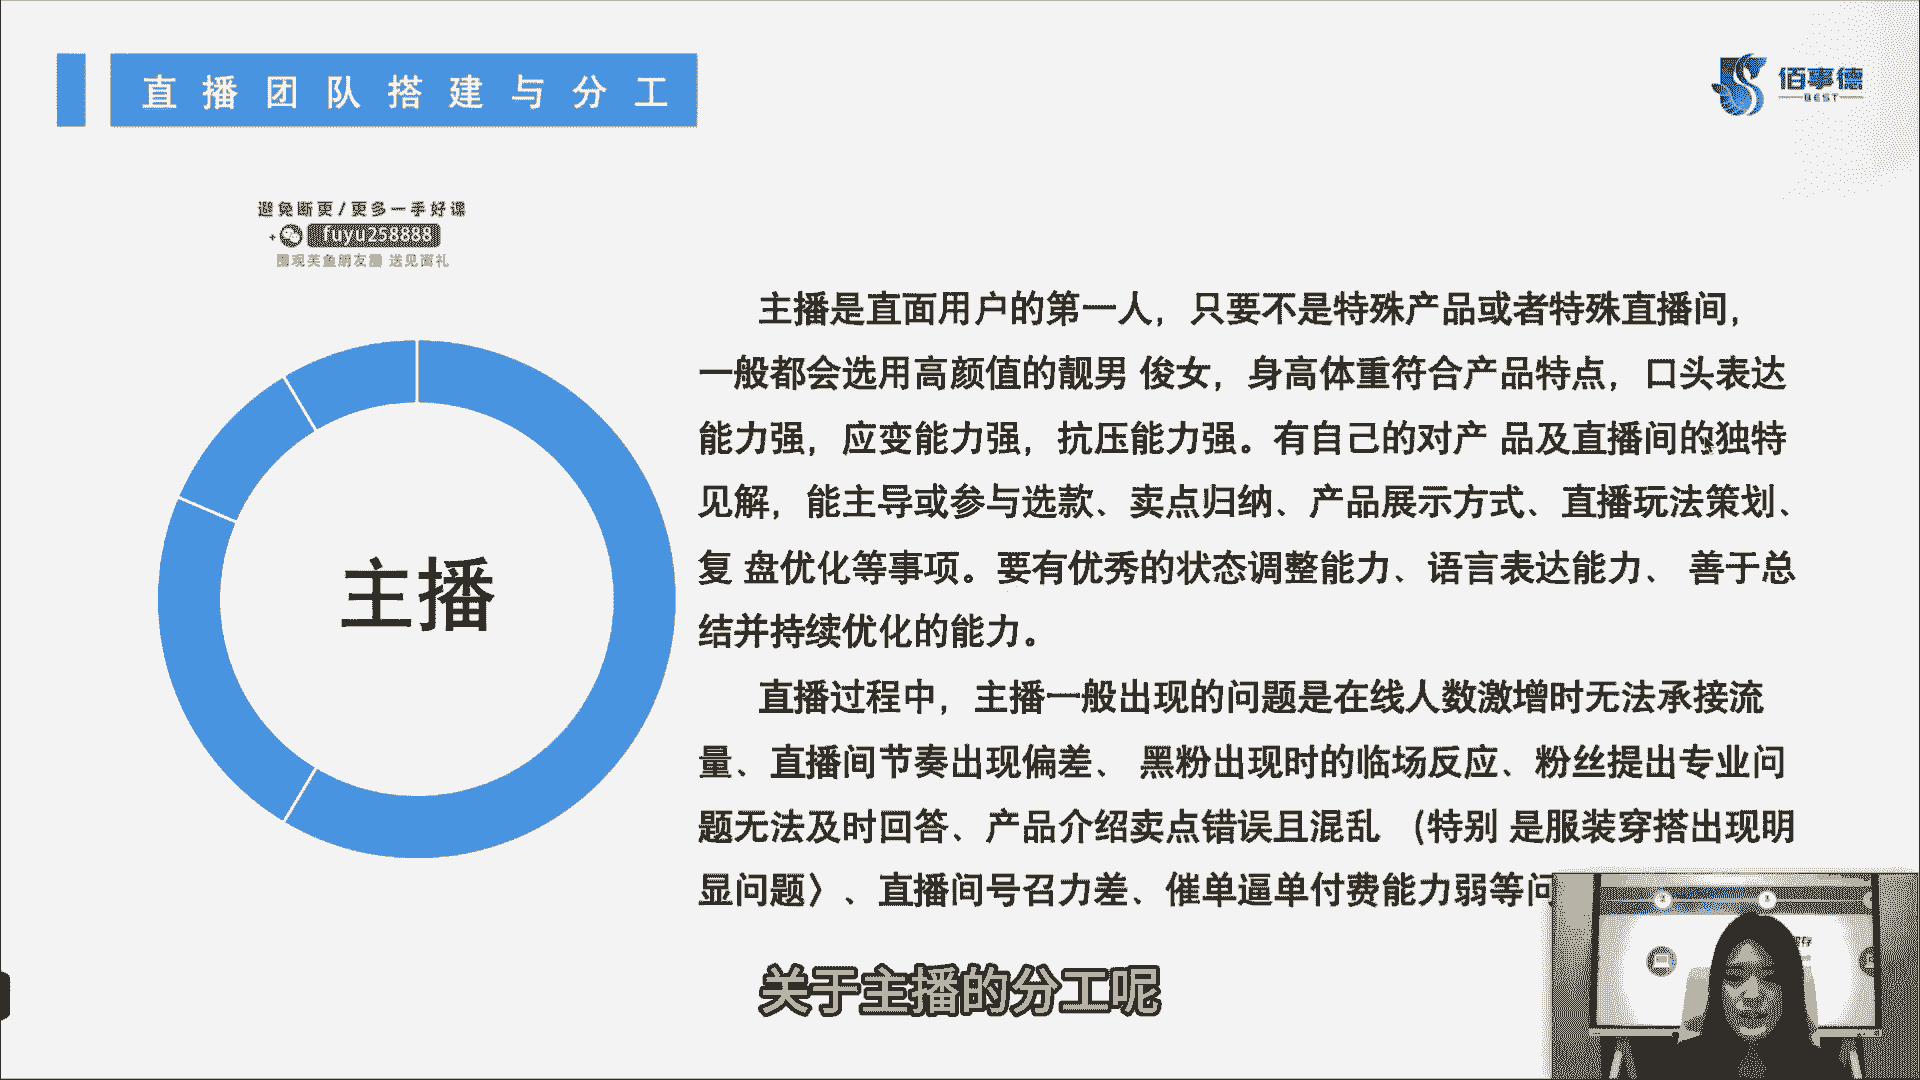 直播团队搭建与分工
佰事德
BEST
避免断更/更多一手好课
+ fuyu258888
围观芙鱼朋友圈 送见面礼
主播是直面用户的第一人，只要不是特殊产品或者特殊直播间，
一般都会选用高颜值的靓男 俊女，身高体重符合产品特点，口头表达
能力强，应变能力强，抗压能力强。有自己的对产 品及直播间的独特
见解，能主导或参与选款、卖点归纳、产品展示方式、直播玩法策划、
复 盘优化等事项。要有优秀的状态调整能力、语言表达能力、 善于总
结并持续优化的能力。
主播
直播过程中，主播一般出现的问题是在线人数激增时无法承接流
量、直播间节奏出现偏差、 黑粉出现时的临场反应、粉丝提出专业问
题无法及时回答、产品介绍卖点错误且混乱 （特别 是服装穿搭出现明
显问题〉、直播间号召力差、催单逼单付费能力弱等问
关于主播的分工呢